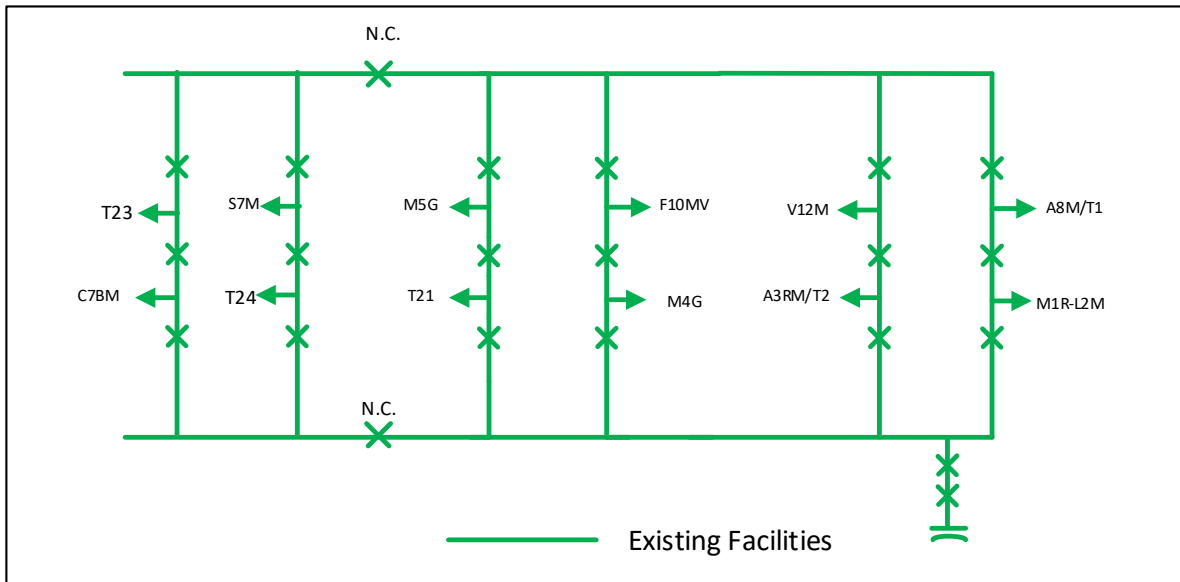 N.C.
T23
S7M
M5G
F10MV
V12M
A8M/T1
C7BM
T24
T21
M4G
A3RM/T2
M1R-L2M
N.C.
Existing Facilities